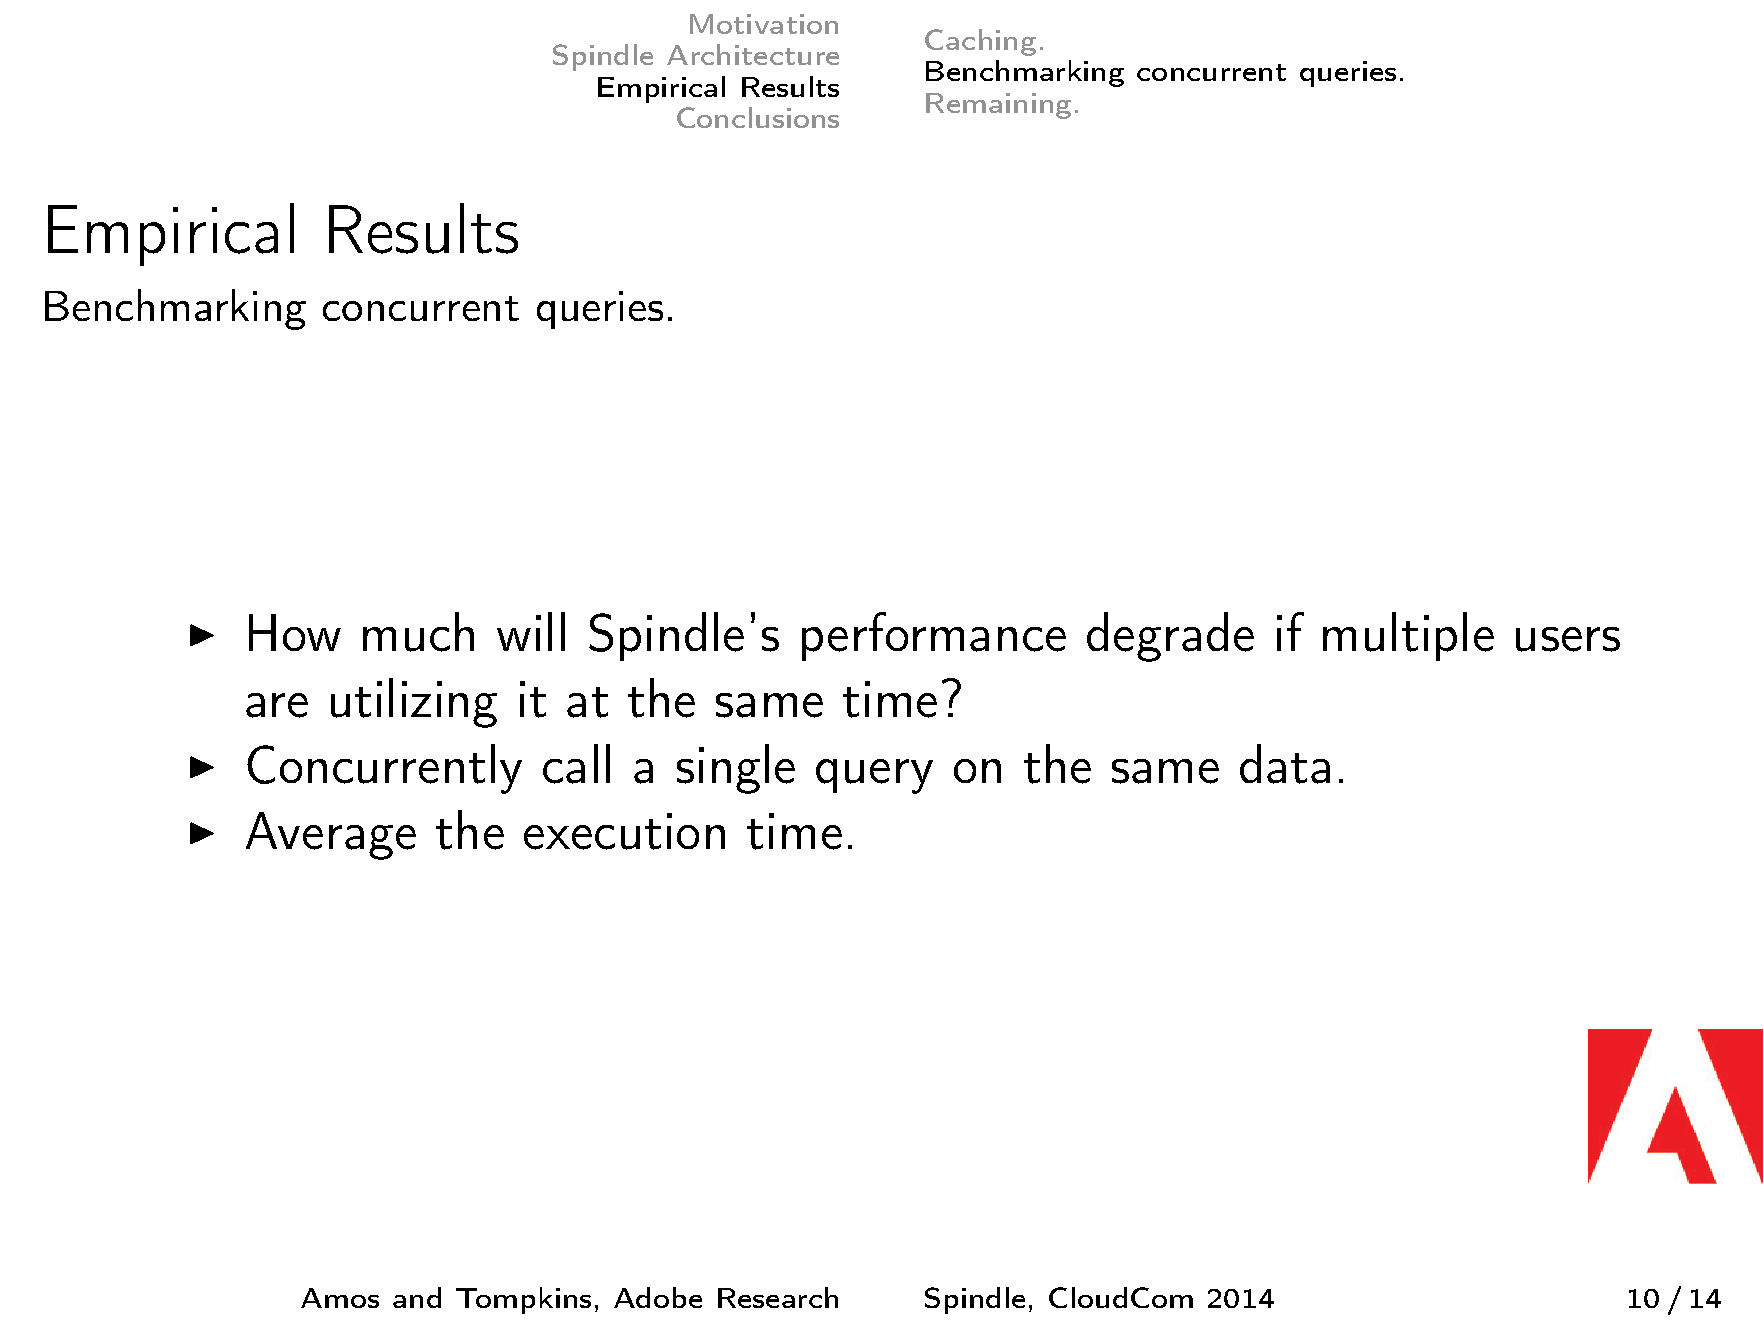 Motivation
Spindle Architecture
Empirical Results
Conclusions
Caching.
Benchmarking concurrent queries.
Remaining.
Empirical Results
Benchmarking concurrent queries.
How much will Spindle's performance degrade if multiple users
are utilizing it at the same time?
Concurrently call a single query on the same data.
Average the execution time.
Amos and Tompkins, Adobe Research
Spindle, CloudCom 2014
10 / 14